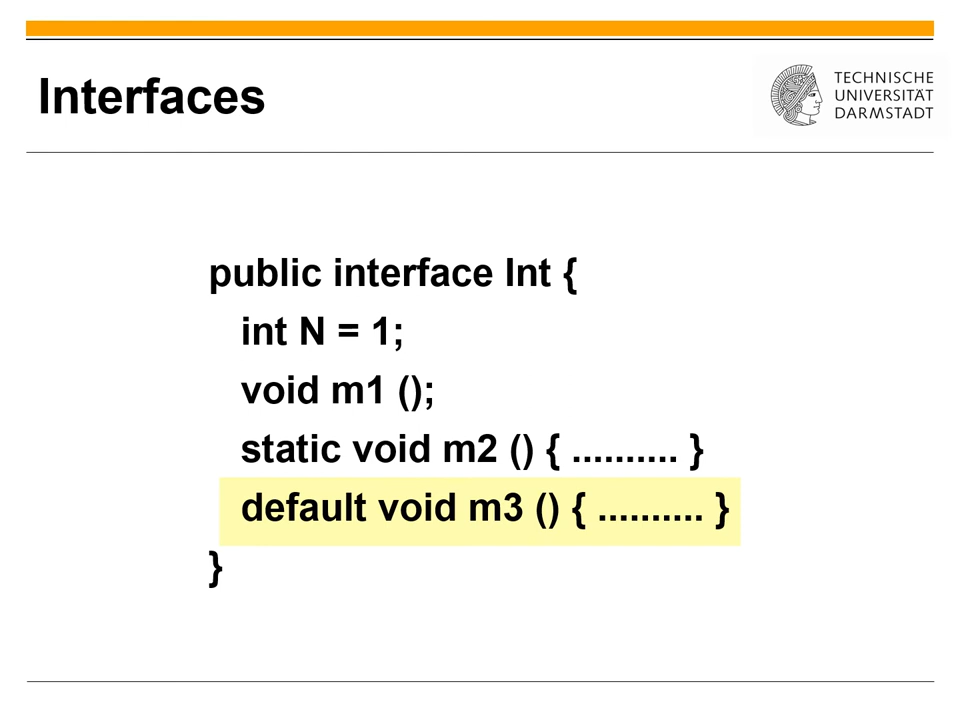 Interfaces
TECHNISCHE
UNIVERSITÄT
DARMSTADT
public interface Int {
int N = 1;
void m1 ();
static void m2 () { .......... }
default void m3 () { .......... }
}